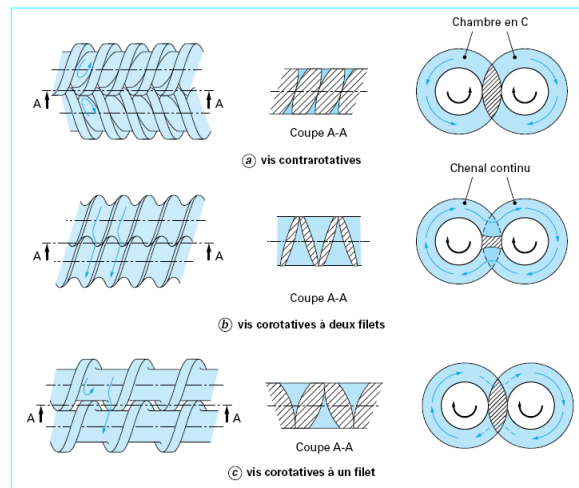 Chambre en C
A A
Coupe A-A
a vis contrarotatives
Chenal continu
A A
Coupe A-A
b vis corotatives à deux filets
A A
Coupe A-A
c vis corotatives à un filet